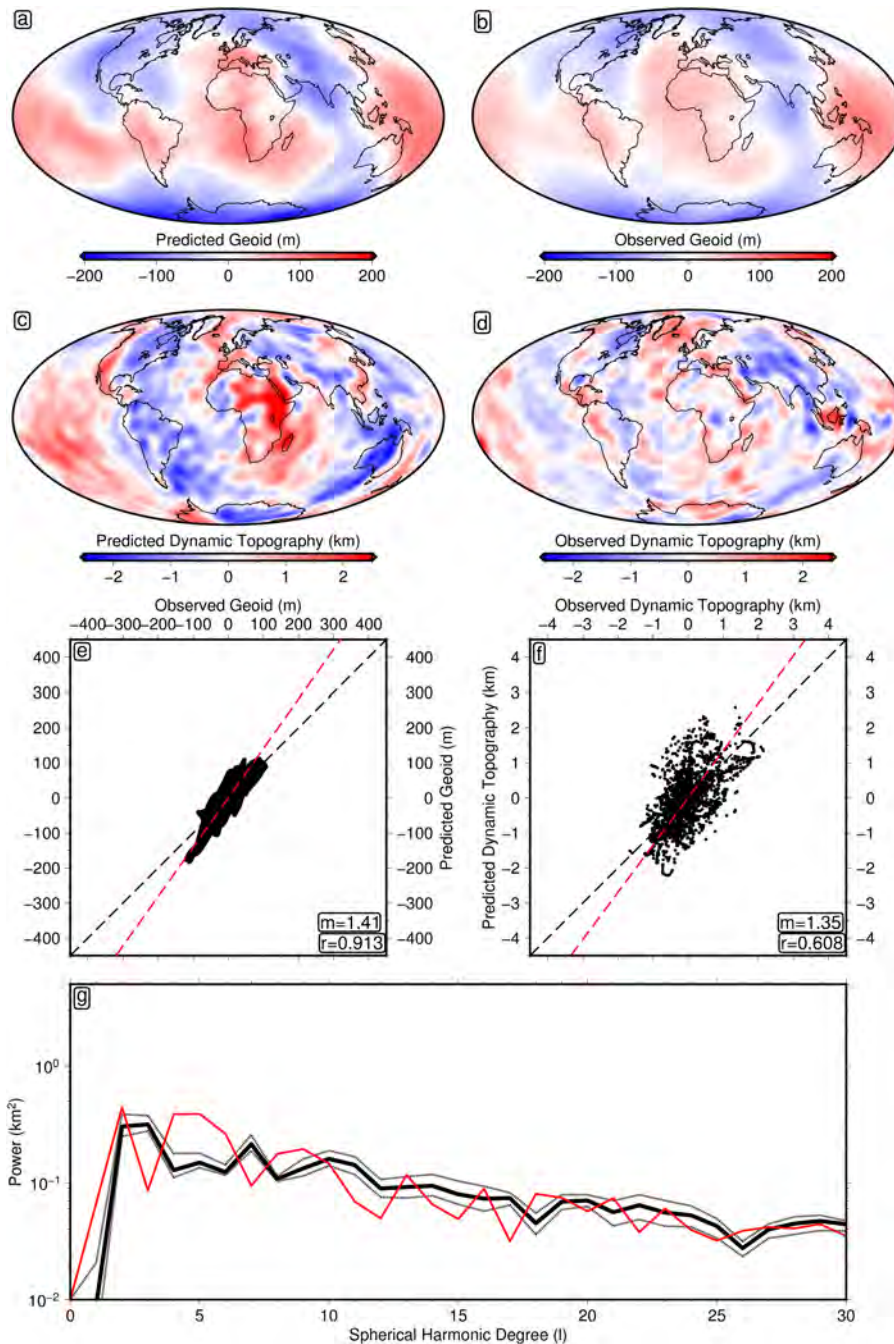 a
b
Predicted Geoid (m)
Observed Geoid (m)
−200 −100 0 100 200
−200 −100 0 100 200
c
d
Predicted Dynamic Topography (km)
Observed Dynamic Topography (km)
−2 −1 0 1 2
−2 −1 0 1 2
Observed Geoid (m)
Observed Dynamic Topography (km)
−400−300−200−100 0 100 200 300 400
−4 −3 −2 −1 0 1 2 3 4
e
f
400 400 4 4
300 300 3 3
200 200 2 2
100 100 1 1
0 0 0 0
−100 −100 −1 −1
−200 −200 −2 −2
−300 −300 −3 −3
−400 −400 −4 −4
Predicted Geoid (m)
Predicted Dynamic Topography (km)
m=1.41
r=0.913
m=1.35
r=0.608
g
10⁰
10⁻¹
10⁻²
Power (km²)
0 5 10 15 20 25 30
Spherical Harmonic Degree (l)